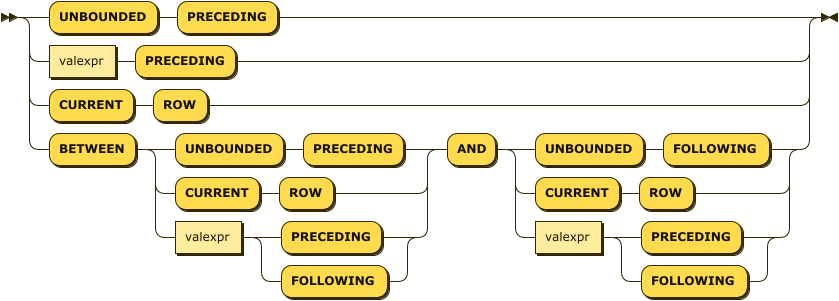 UNBOUNDED PRECEDING
valexpr PRECEDING
CURRENT ROW
BETWEEN UNBOUNDED PRECEDING AND UNBOUNDED FOLLOWING
CURRENT ROW CURRENT ROW
valexpr PRECEDING valexpr PRECEDING
FOLLOWING FOLLOWING